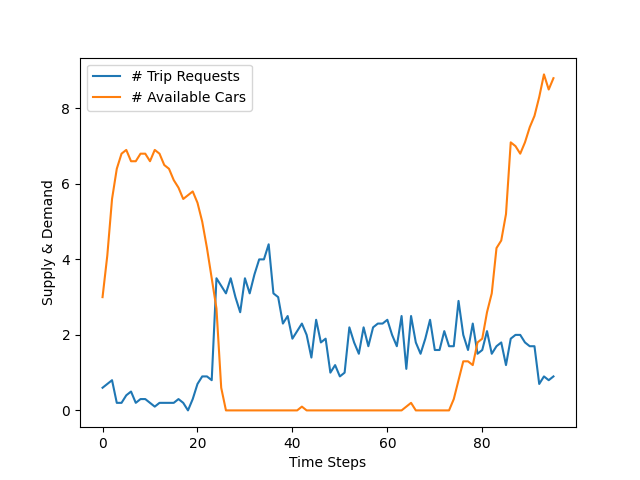 # Trip Requests
# Available Cars
8
6
4
2
0
Supply & Demand
0 20 40 60 80
Time Steps